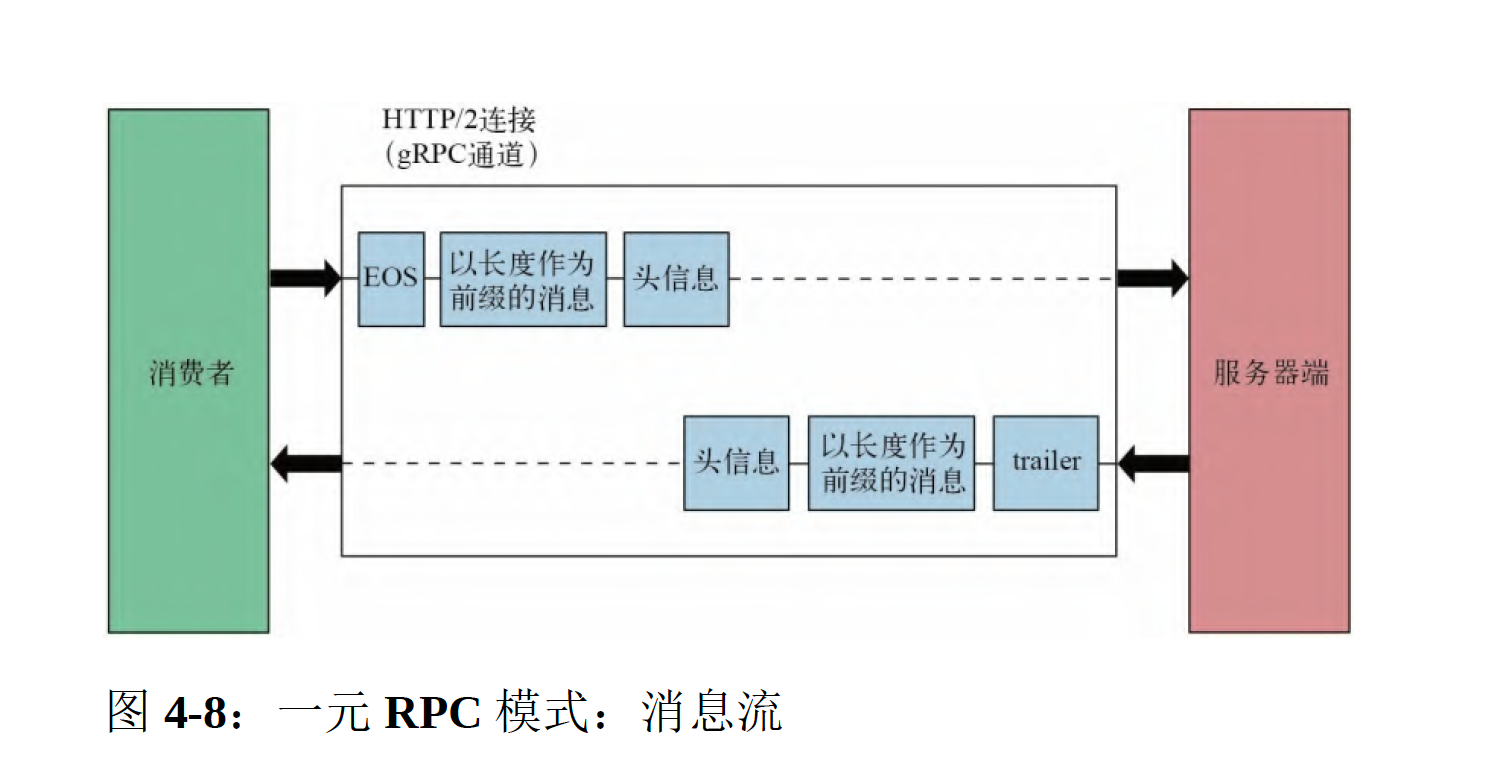 HTTP/2连接
（gRPC通道）
EOS
以长度作为
前缀的消息
头信息
消费者
服务器端
头信息
以长度作为
前缀的消息
trailer
图 4-8：一元 RPC 模式：消息流